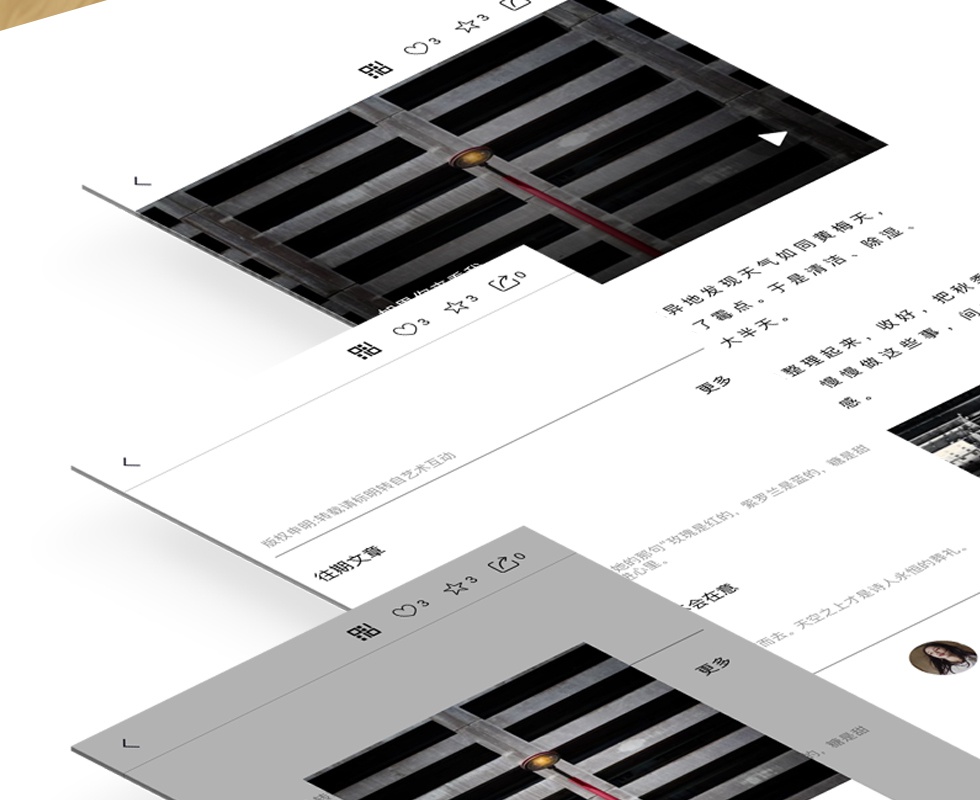 3
3
异地发现天气如同黄梅天，
了霉点。于是清洁、除湿。
大半天。
整理起来，收好，把秋冬
慢慢做这些事，间
感。
3
3
0
更多
版权申明:转载请标明转自艺术互动
往期文章
她的那句“玫瑰是红的，紫罗兰是蓝的，糖是甜
心里。
会在意
而去。天空之上才是诗人永恒的葬礼。
3
3
0
更多
的，糖是甜